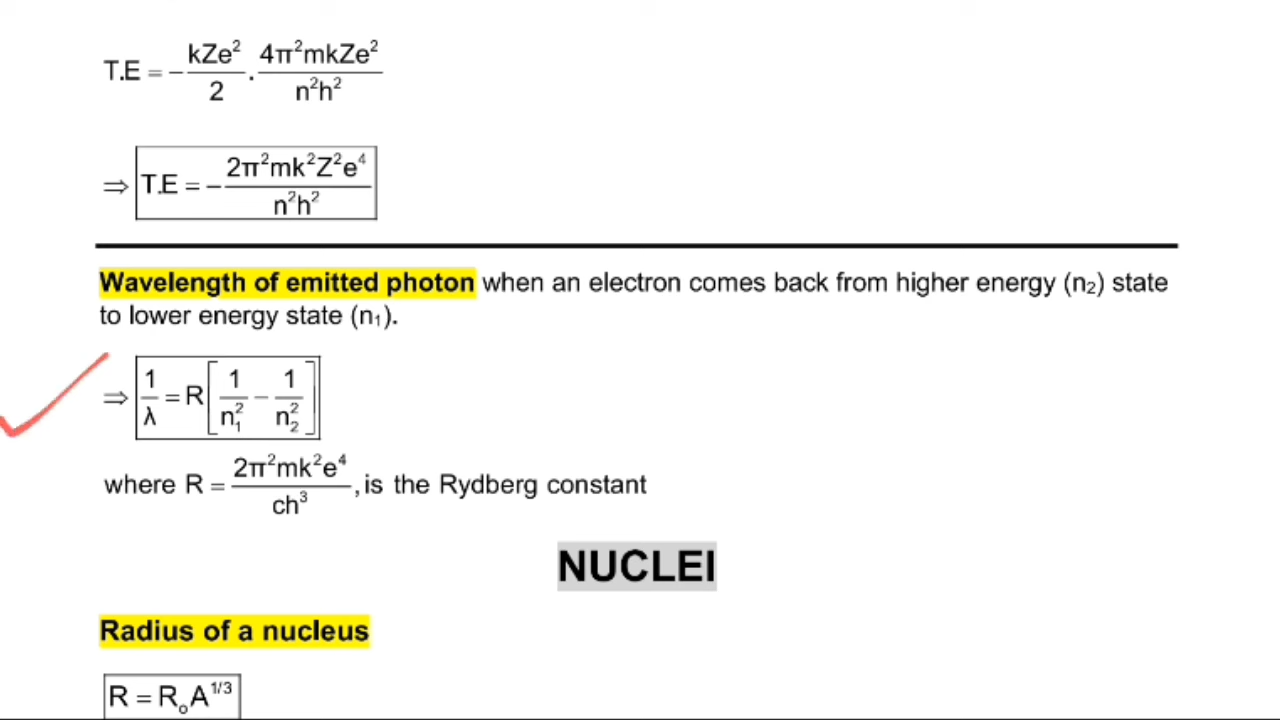 T.E = − kZe²/2 . 4π²mkZe²/n²h²
⇒ T.E = − 2π²mk²Z²e⁴/n²h²
Wavelength of emitted photon when an electron comes back from higher energy (n₂) state
to lower energy state (n₁).
⇒ 1/λ = R[1/n₁² − 1/n₂²]
where R = 2π²mk²e⁴/ch³, is the Rydberg constant
NUCLEI
Radius of a nucleus
R = RₒA^1/3